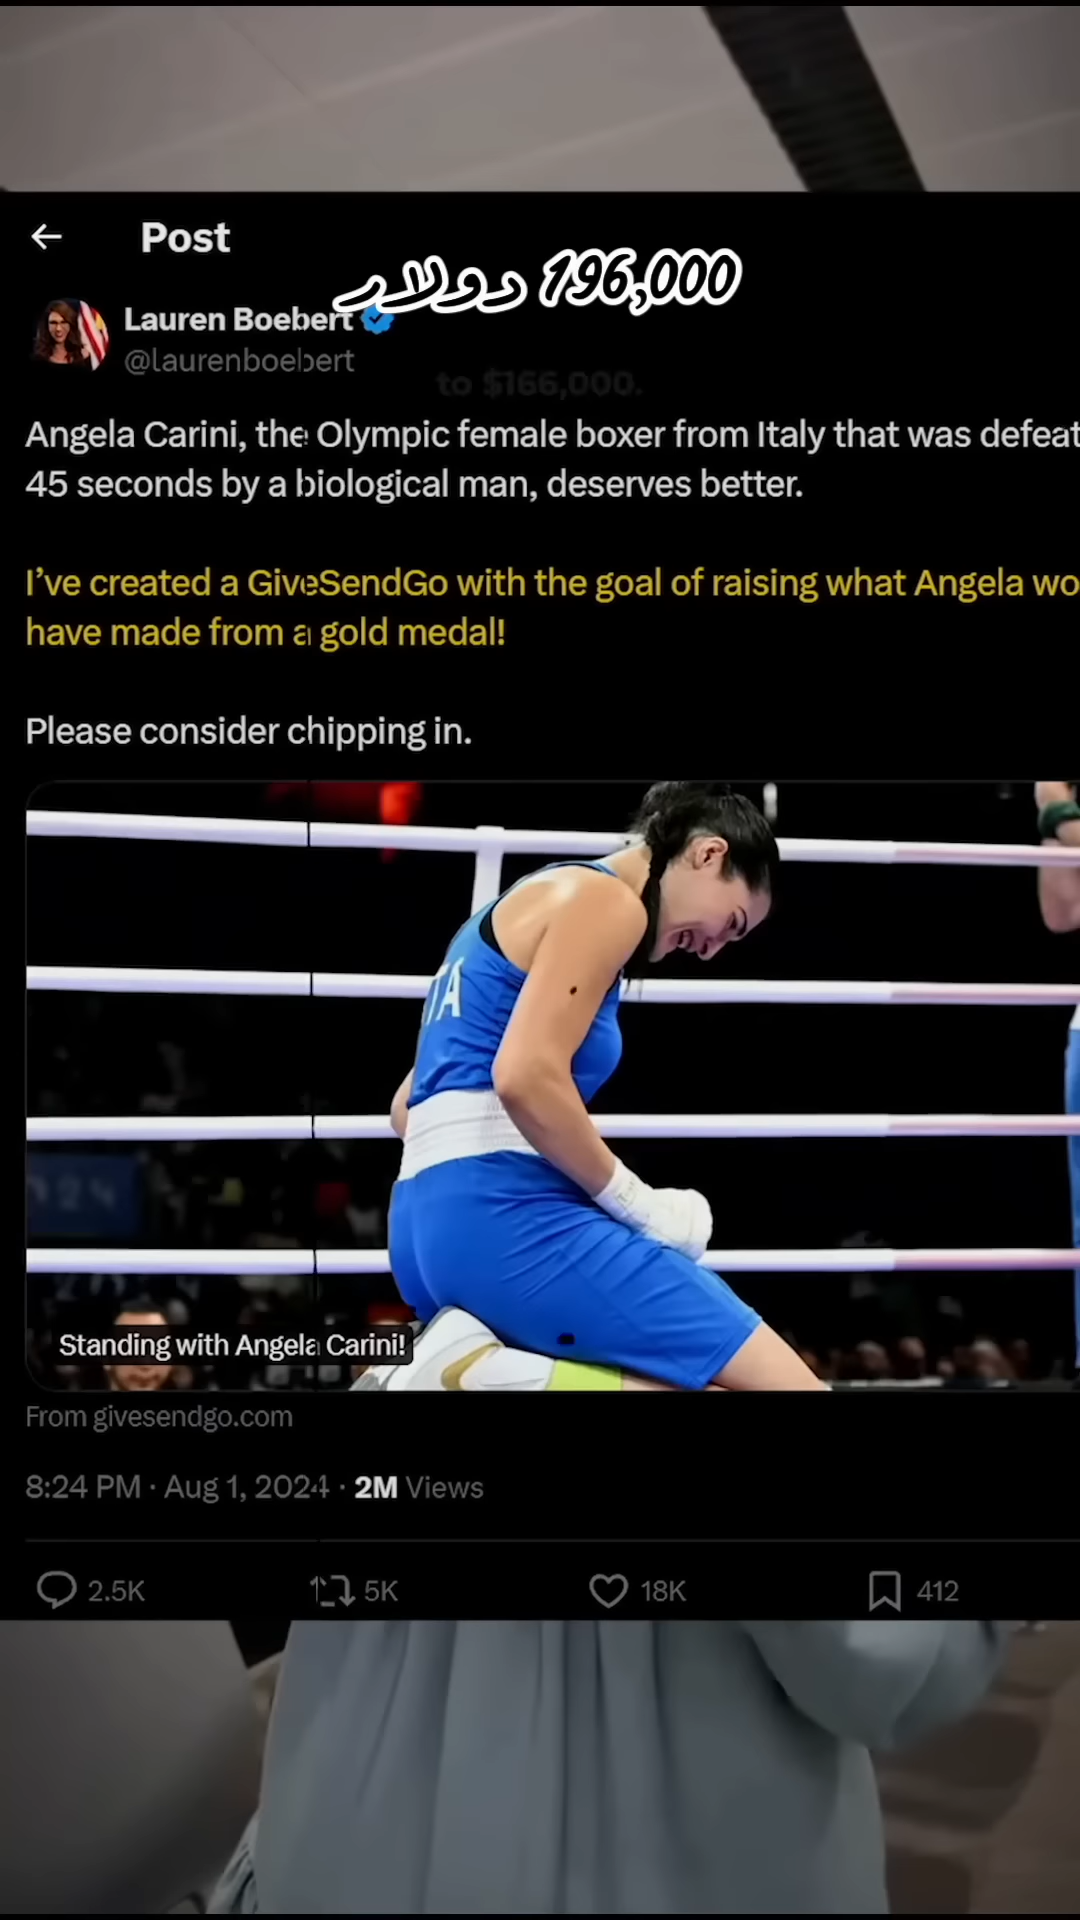 Post
196,000 دولار
Lauren Boebert
@laurenboebert
to $166,000.
Angela Carini, the Olympic female boxer from Italy that was defeat
45 seconds by a biological man, deserves better.
I've created a GiveSendGo with the goal of raising what Angela wo
have made from a gold medal!
Please consider chipping in.
TA
Standing with Angela Carini!
From givesendgo.com
8:24 PM · Aug 1, 2024 · 2M Views
2.5K 5K 18K 412